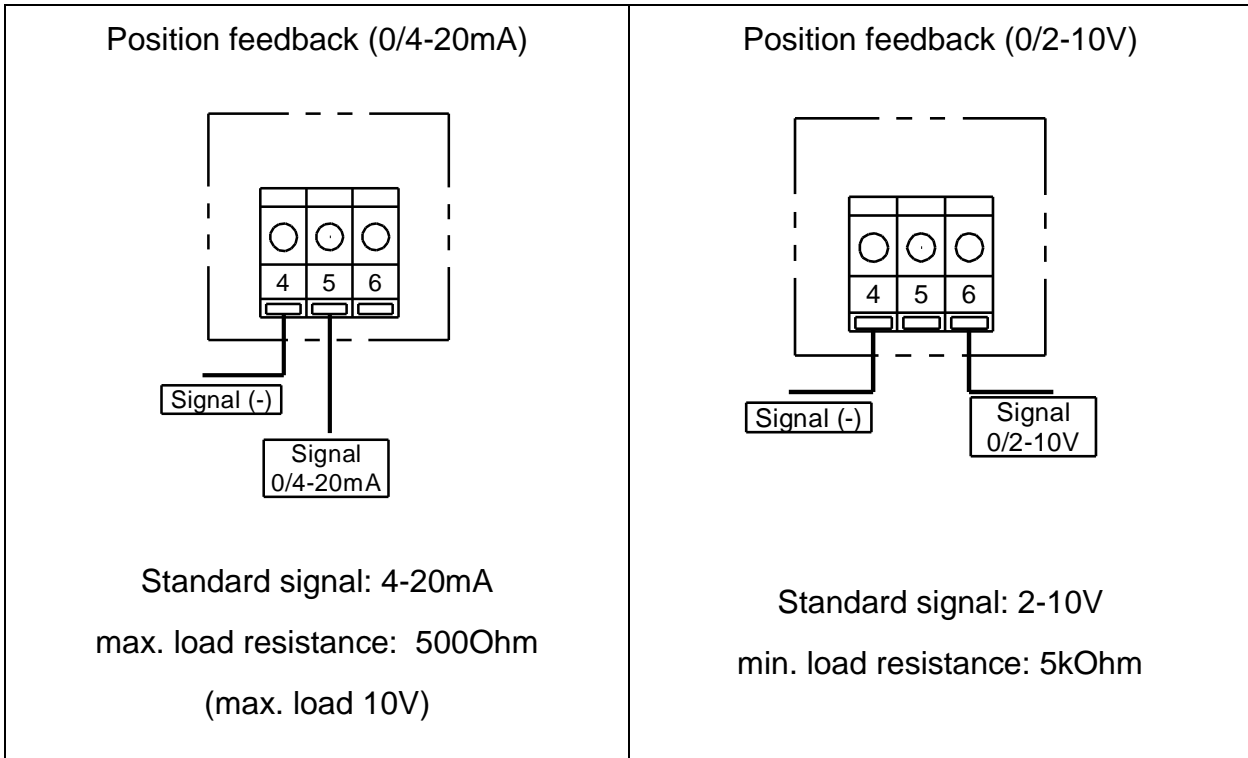 Position feedback (0/4-20mA)
4 5 6
Signal (-)
Signal
0/4-20mA
Standard signal: 4-20mA
max. load resistance: 500Ohm
(max. load 10V)
Position feedback (0/2-10V)
4 5 6
Signal (-)
Signal
0/2-10V
Standard signal: 2-10V
min. load resistance: 5kOhm